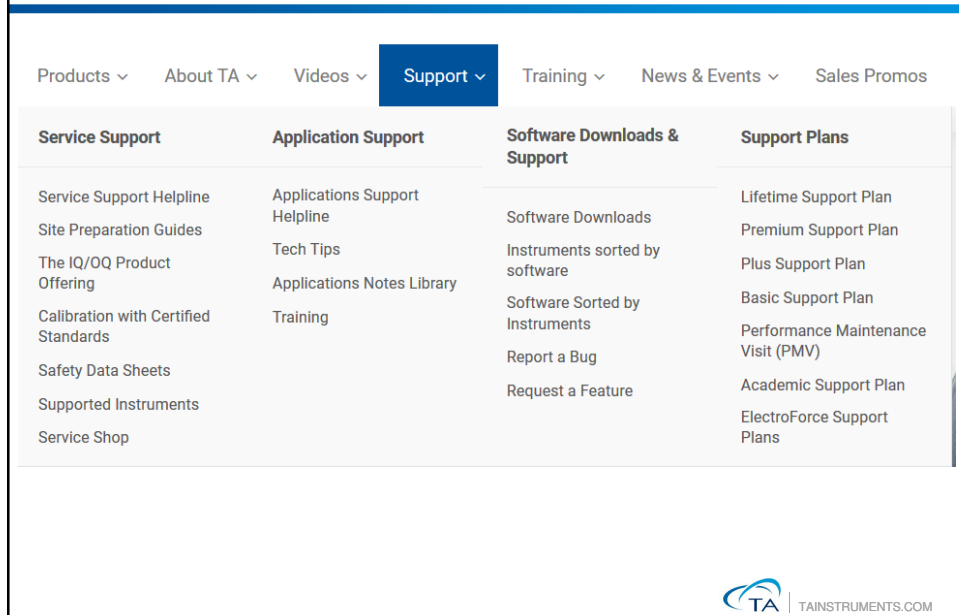 Products About TA Videos Support Training News & Events Sales Promos
Service Support
Service Support Helpline
Site Preparation Guides
The IQ/OQ Product
Offering
Calibration with Certified
Standards
Safety Data Sheets
Supported Instruments
Service Shop
Application Support
Applications Support
Helpline
Tech Tips
Applications Notes Library
Training
Software Downloads &
Support
Software Downloads
Instruments sorted by
software
Software Sorted by
Instruments
Report a Bug
Request a Feature
Support Plans
Lifetime Support Plan
Premium Support Plan
Plus Support Plan
Basic Support Plan
Performance Maintenance
Visit (PMV)
Academic Support Plan
ElectroForce Support
Plans
TA TAINSTRUMENTS.COM